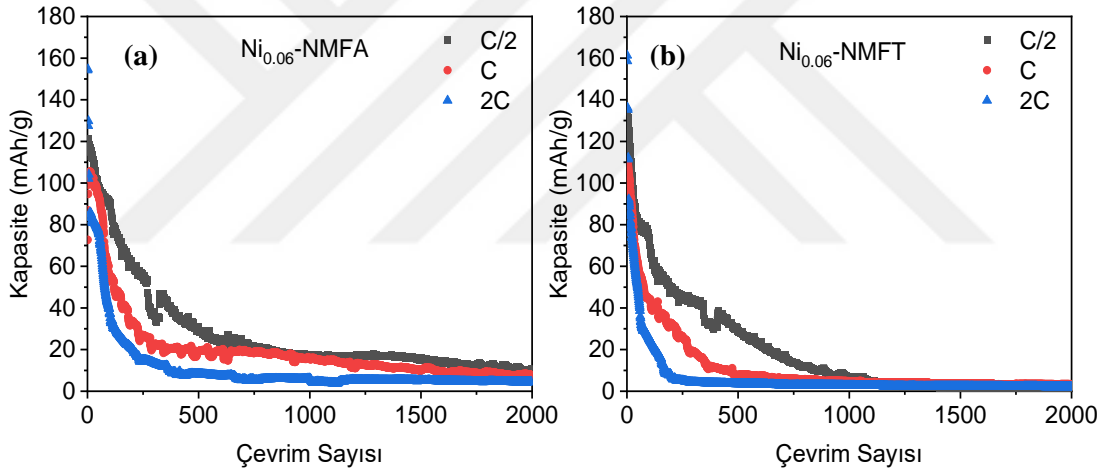 180
160
140
120
100
80
60
40
20
0
Kapasite (mAh/g)
(a)
Ni0.06-NMFA
C/2
C
2C
0 500 1000 1500 2000
Çevrim Sayısı
180
160
140
120
100
80
60
40
20
0
Kapasite (mAh/g)
(b)
Ni0.06-NMFT
C/2
C
2C
0 500 1000 1500 2000
Çevrim Sayısı